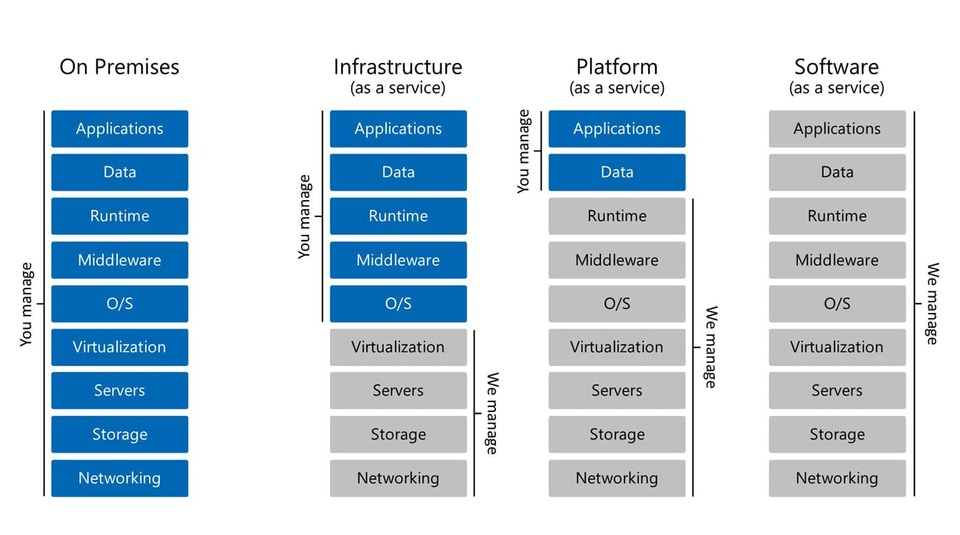 On Premises
You manage
Applications
Data
Runtime
Middleware
O/S
Virtualization
Servers
Storage
Networking
Infrastructure
(as a service)
You manage
Applications
Data
Runtime
Middleware
O/S
Virtualization
Servers
Storage
Networking
We manage
Platform
(as a service)
You manage
Applications
Data
Runtime
Middleware
O/S
Virtualization
Servers
Storage
Networking
We manage
Software
(as a service)
Applications
Data
Runtime
Middleware
O/S
Virtualization
Servers
Storage
Networking
We manage